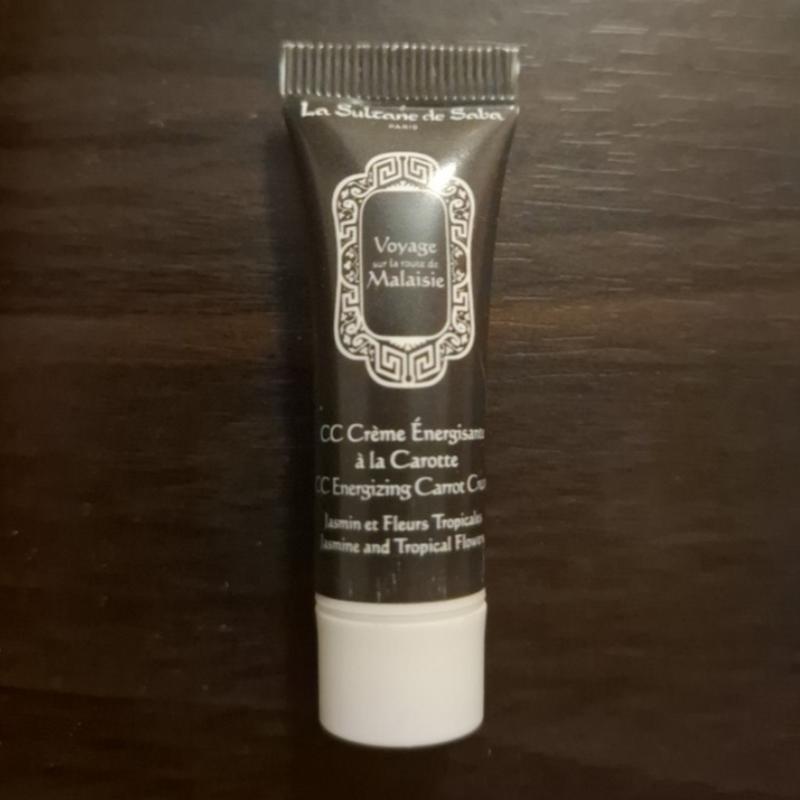 La Sultane de Saba
PARIS
Voyage
sur la route de
Malaisie
CC Crème Énergisante
à la Carotte
CC Energizing Carrot
Jasmin et Fleurs Tropicales
Jasmine and Tropical Flowers